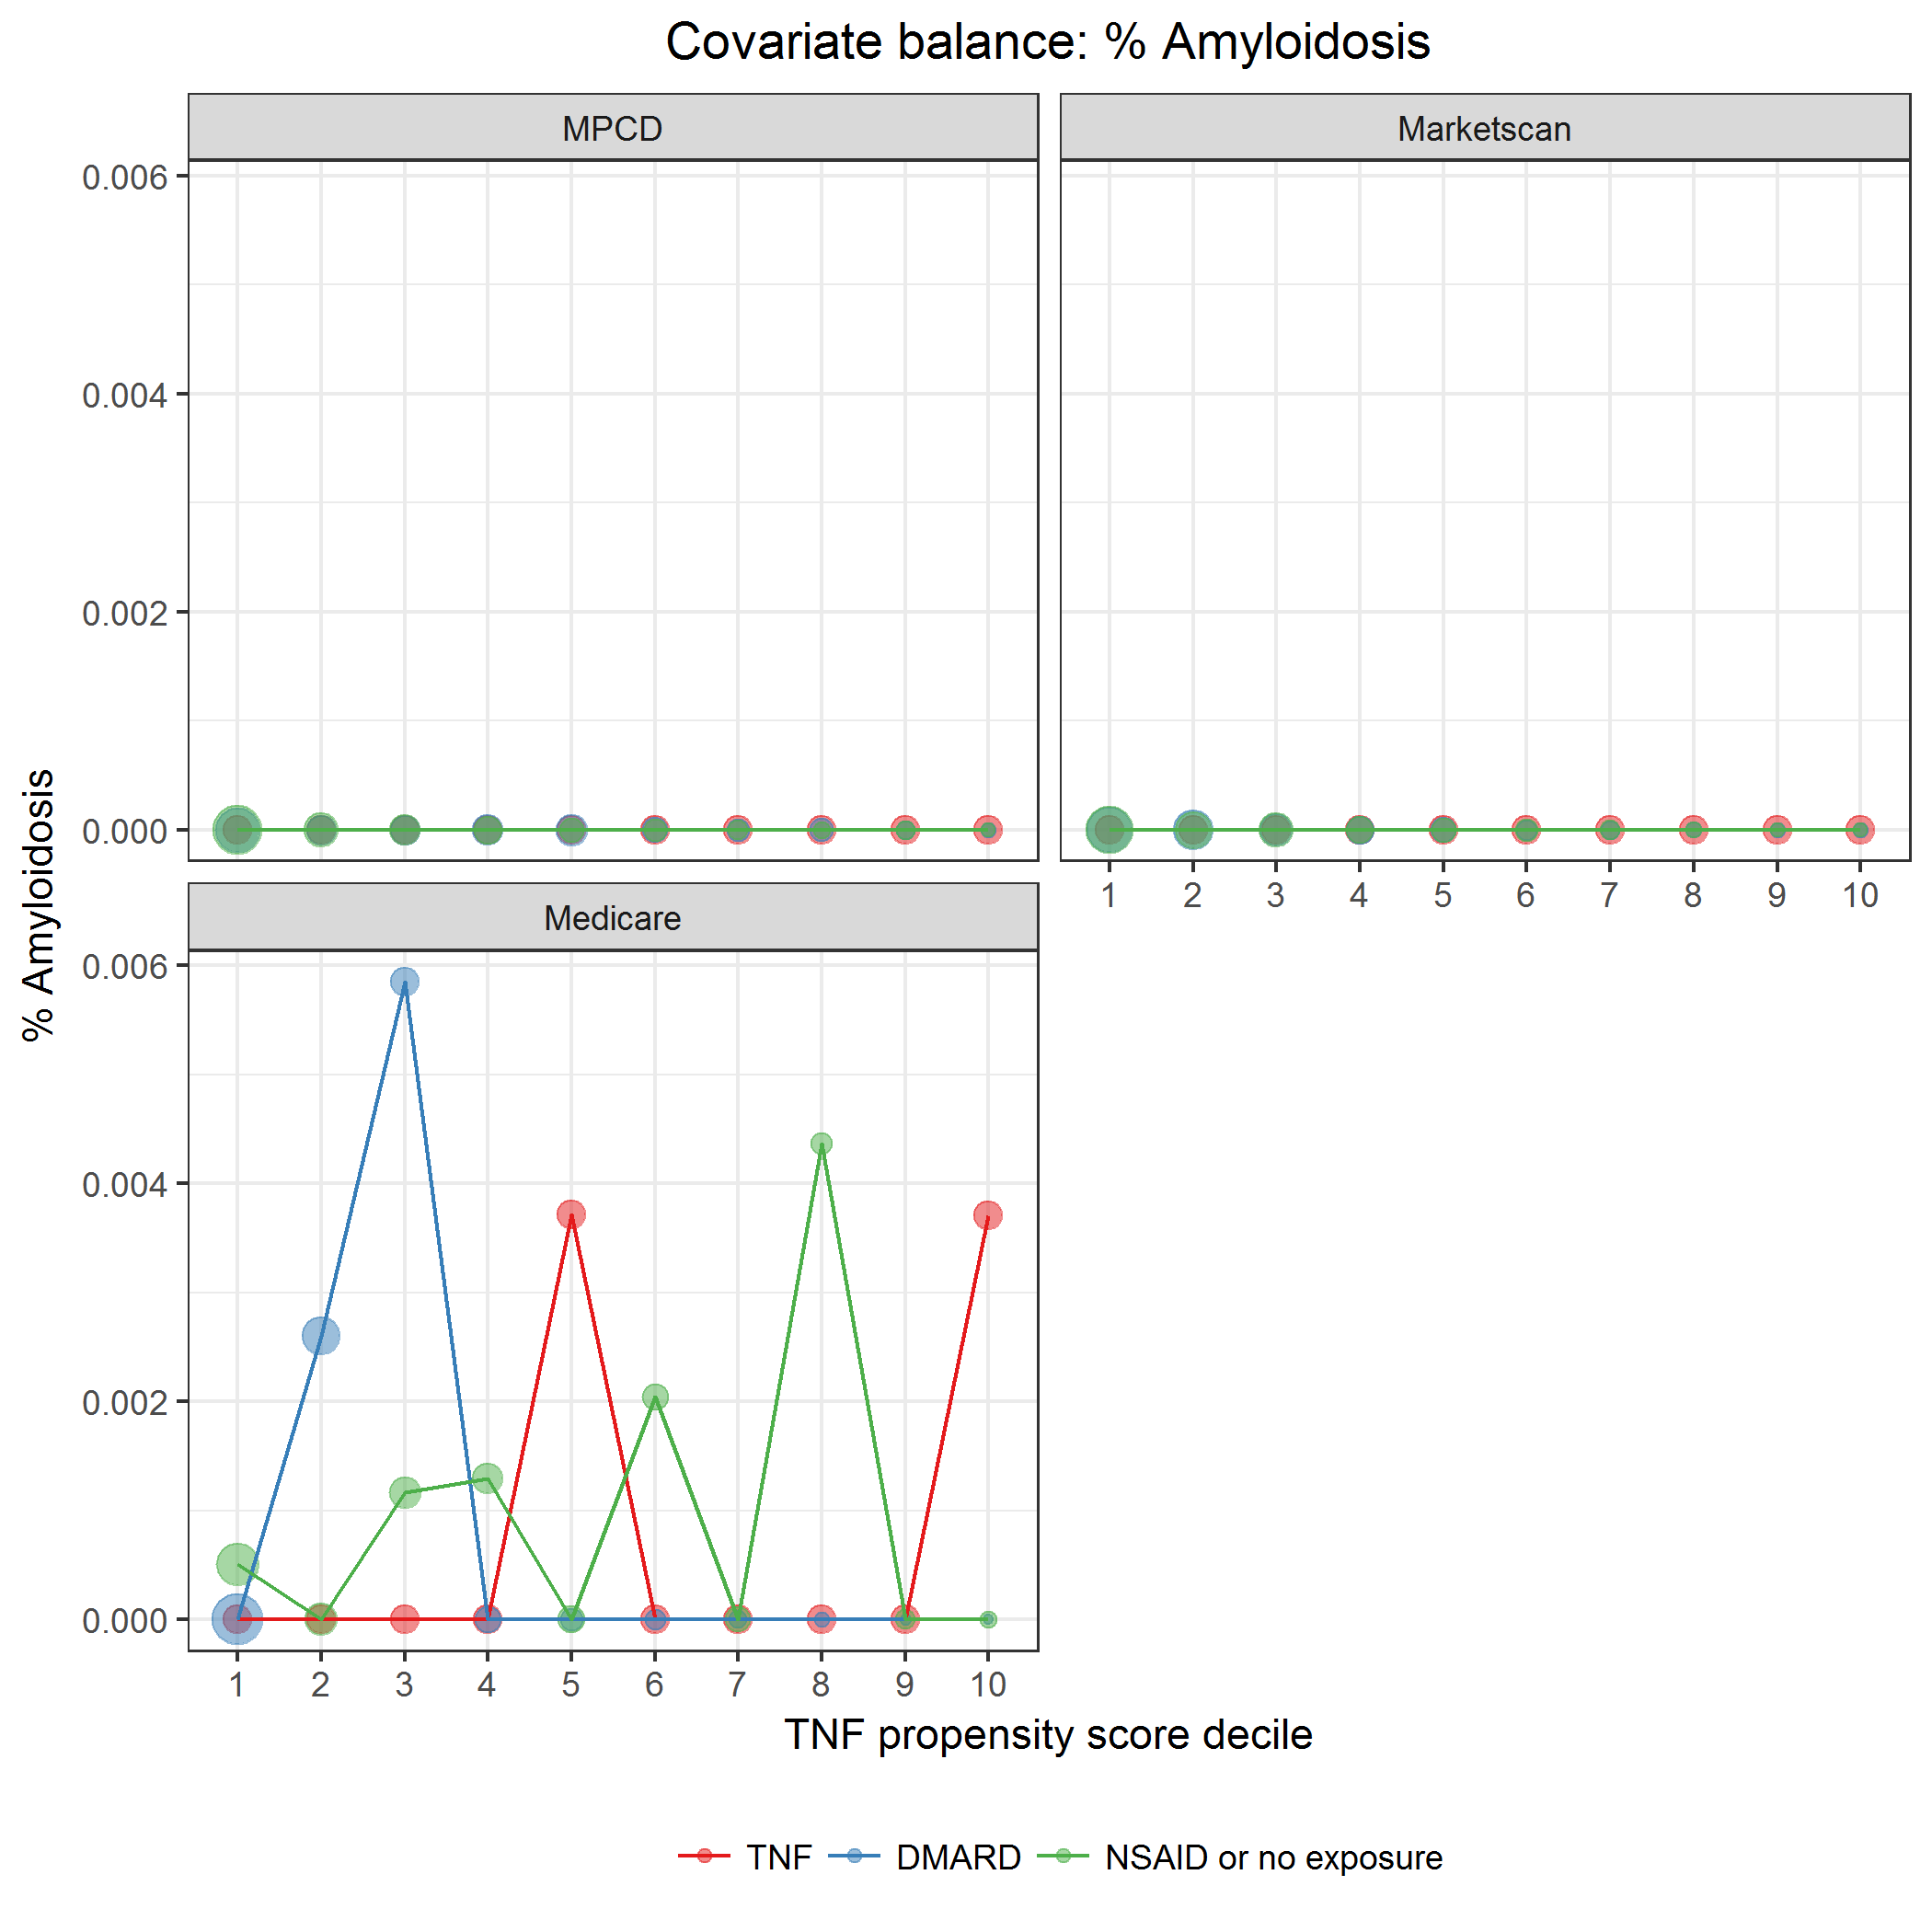 Covariate balance: % Amyloidosis
MPCD
Marketscan
0.006
0.004
0.002
0.000
1 2 3 4 5 6 7 8 9 10
Medicare
0.006
0.004
0.002
0.000
1 2 3 4 5 6 7 8 9 10
% Amyloidosis
TNF propensity score decile
TNF DMARD NSAID or no exposure